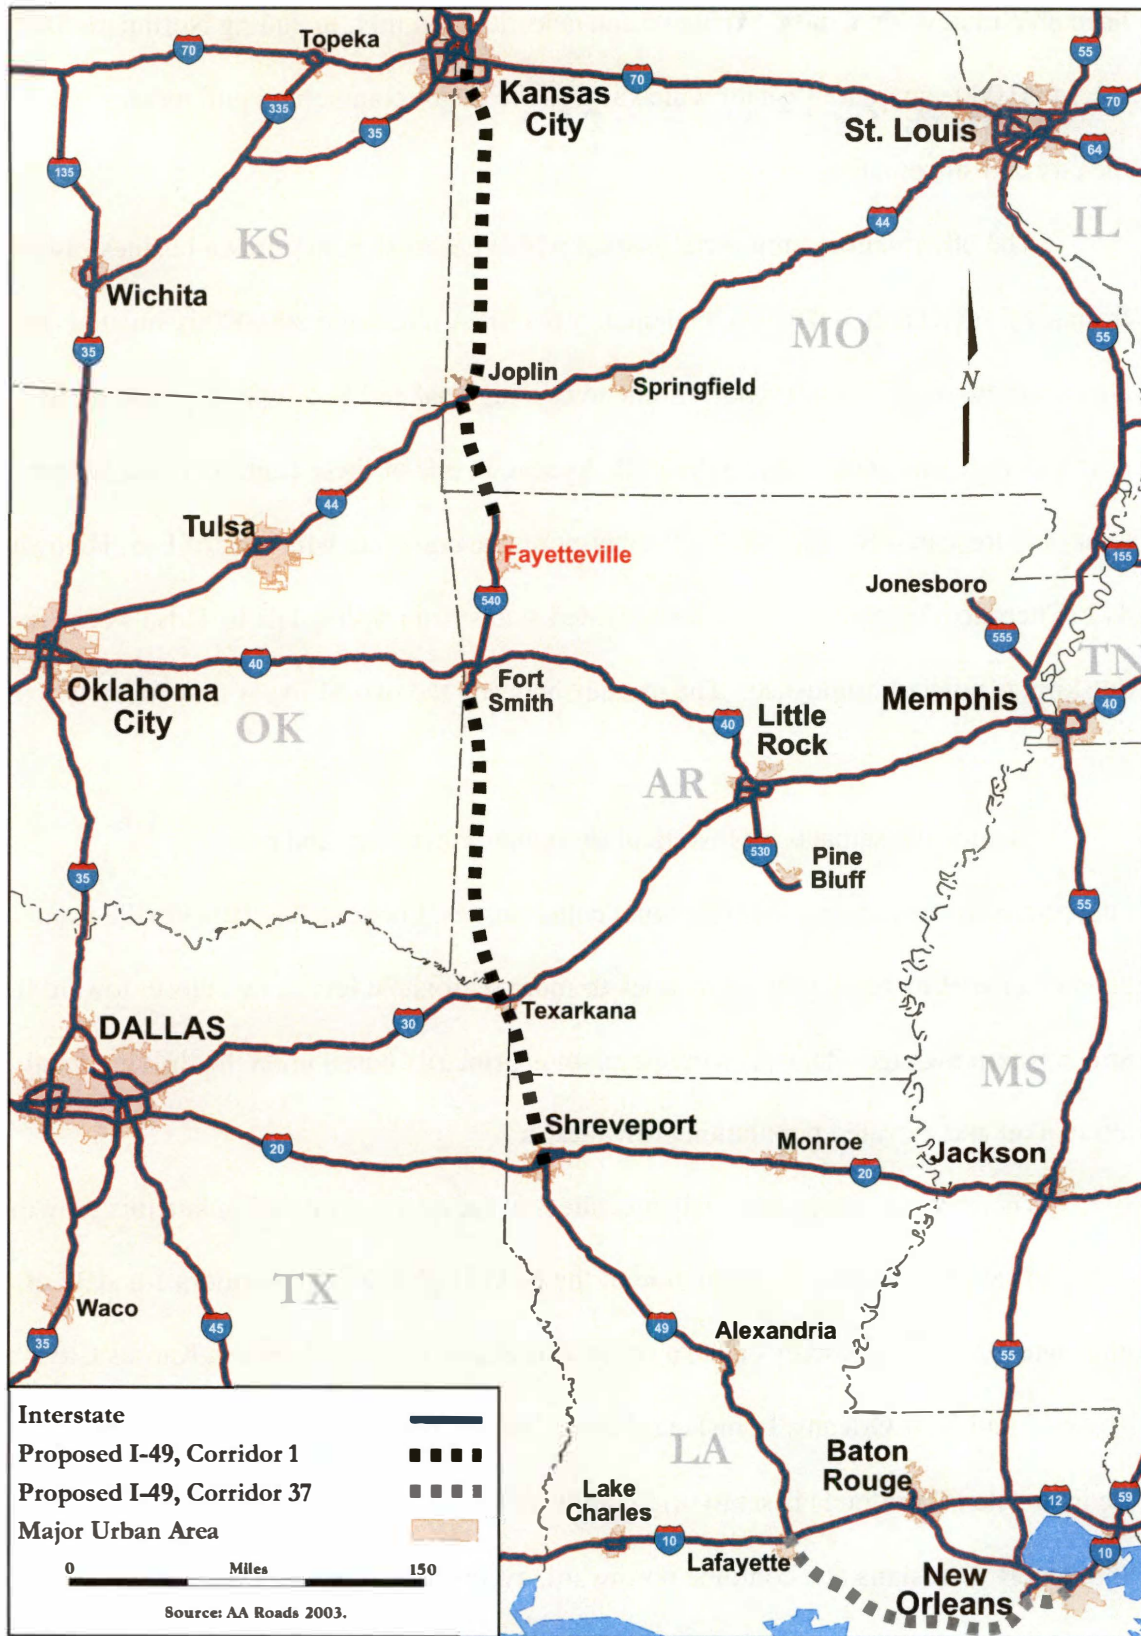 70
Topeka
55
70
70
Kansas
City
335
35
St. Louis
64
135
44
IL
KS
Wichita
MO
55
35
Joplin
Springfield
N
44
Tulsa
Fayetteville
155
540
Jonesboro
555
TN
40
Oklahoma
City
Fort
Smith
Memphis
40
OK
40
Little
Rock
AR
530
Pine
Bluff
35
55
Texarkana
DALLAS
30
MS
Shreveport
20
Monroe
20
Jackson
TX
Waco
35
45
49
Alexandria
55
LA
Baton
Rouge
Lake
Charles
12
59
10
Lafayette
10
New
Orleans
Interstate
Proposed I-49, Corridor 1
Proposed I-49, Corridor 37
Major Urban Area
0 Miles 150
Source: AA Roads 2003.